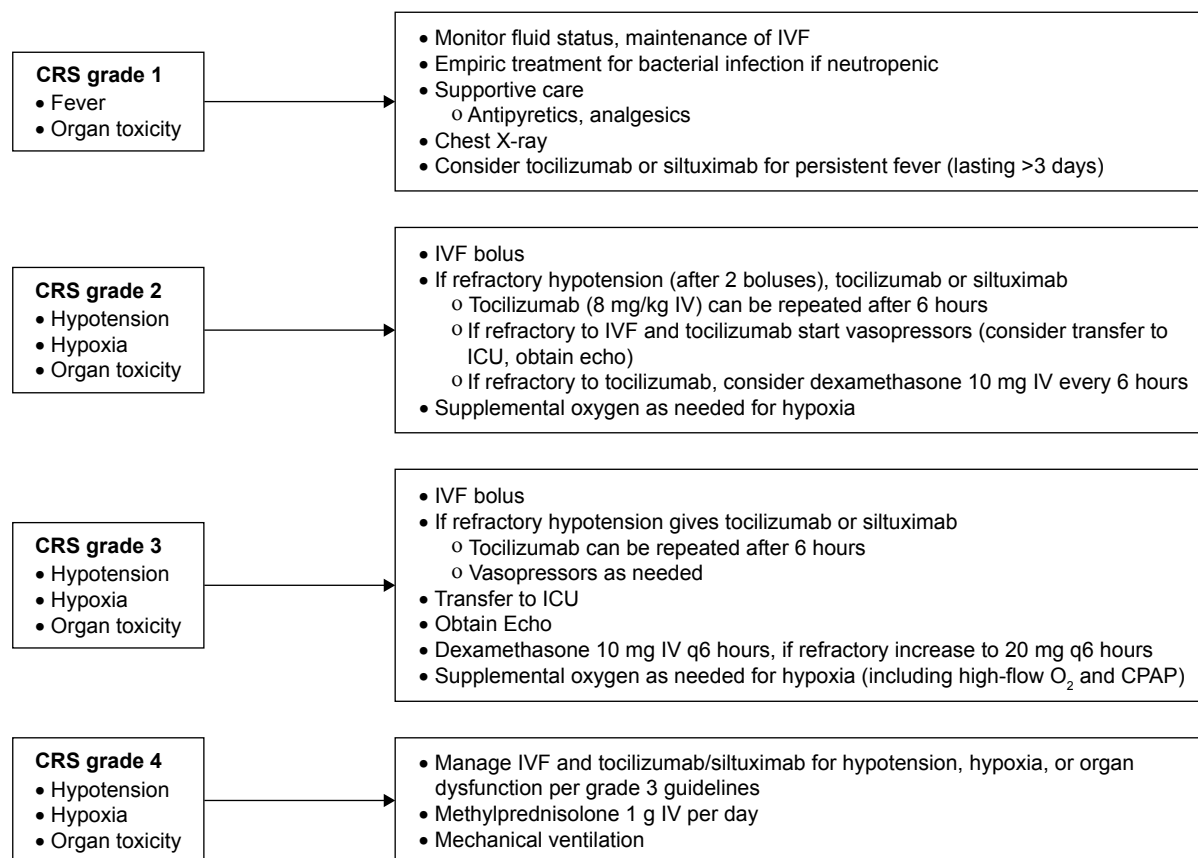 CRS grade 1
• Fever
• Organ toxicity
• Monitor fluid status, maintenance of IVF
• Empiric treatment for bacterial infection if neutropenic
• Supportive care
o Antipyretics, analgesics
• Chest X-ray
• Consider tocilizumab or siltuximab for persistent fever (lasting >3 days)
CRS grade 2
• Hypotension
• Hypoxia
• Organ toxicity
• IVF bolus
• If refractory hypotension (after 2 boluses), tocilizumab or siltuximab
o Tocilizumab (8 mg/kg IV) can be repeated after 6 hours
o If refractory to IVF and tocilizumab start vasopressors (consider transfer to
ICU, obtain echo)
o If refractory to tocilizumab, consider dexamethasone 10 mg IV every 6 hours
• Supplemental oxygen as needed for hypoxia
CRS grade 3
• Hypotension
• Hypoxia
• Organ toxicity
• IVF bolus
• If refractory hypotension gives tocilizumab or siltuximab
o Tocilizumab can be repeated after 6 hours
o Vasopressors as needed
• Transfer to ICU
• Obtain Echo
• Dexamethasone 10 mg IV q6 hours, if refractory increase to 20 mg q6 hours
• Supplemental oxygen as needed for hypoxia (including high-flow O₂ and CPAP)
CRS grade 4
• Hypotension
• Hypoxia
• Organ toxicity
• Manage IVF and tocilizumab/siltuximab for hypotension, hypoxia, or organ
dysfunction per grade 3 guidelines
• Methylprednisolone 1 g IV per day
• Mechanical ventilation